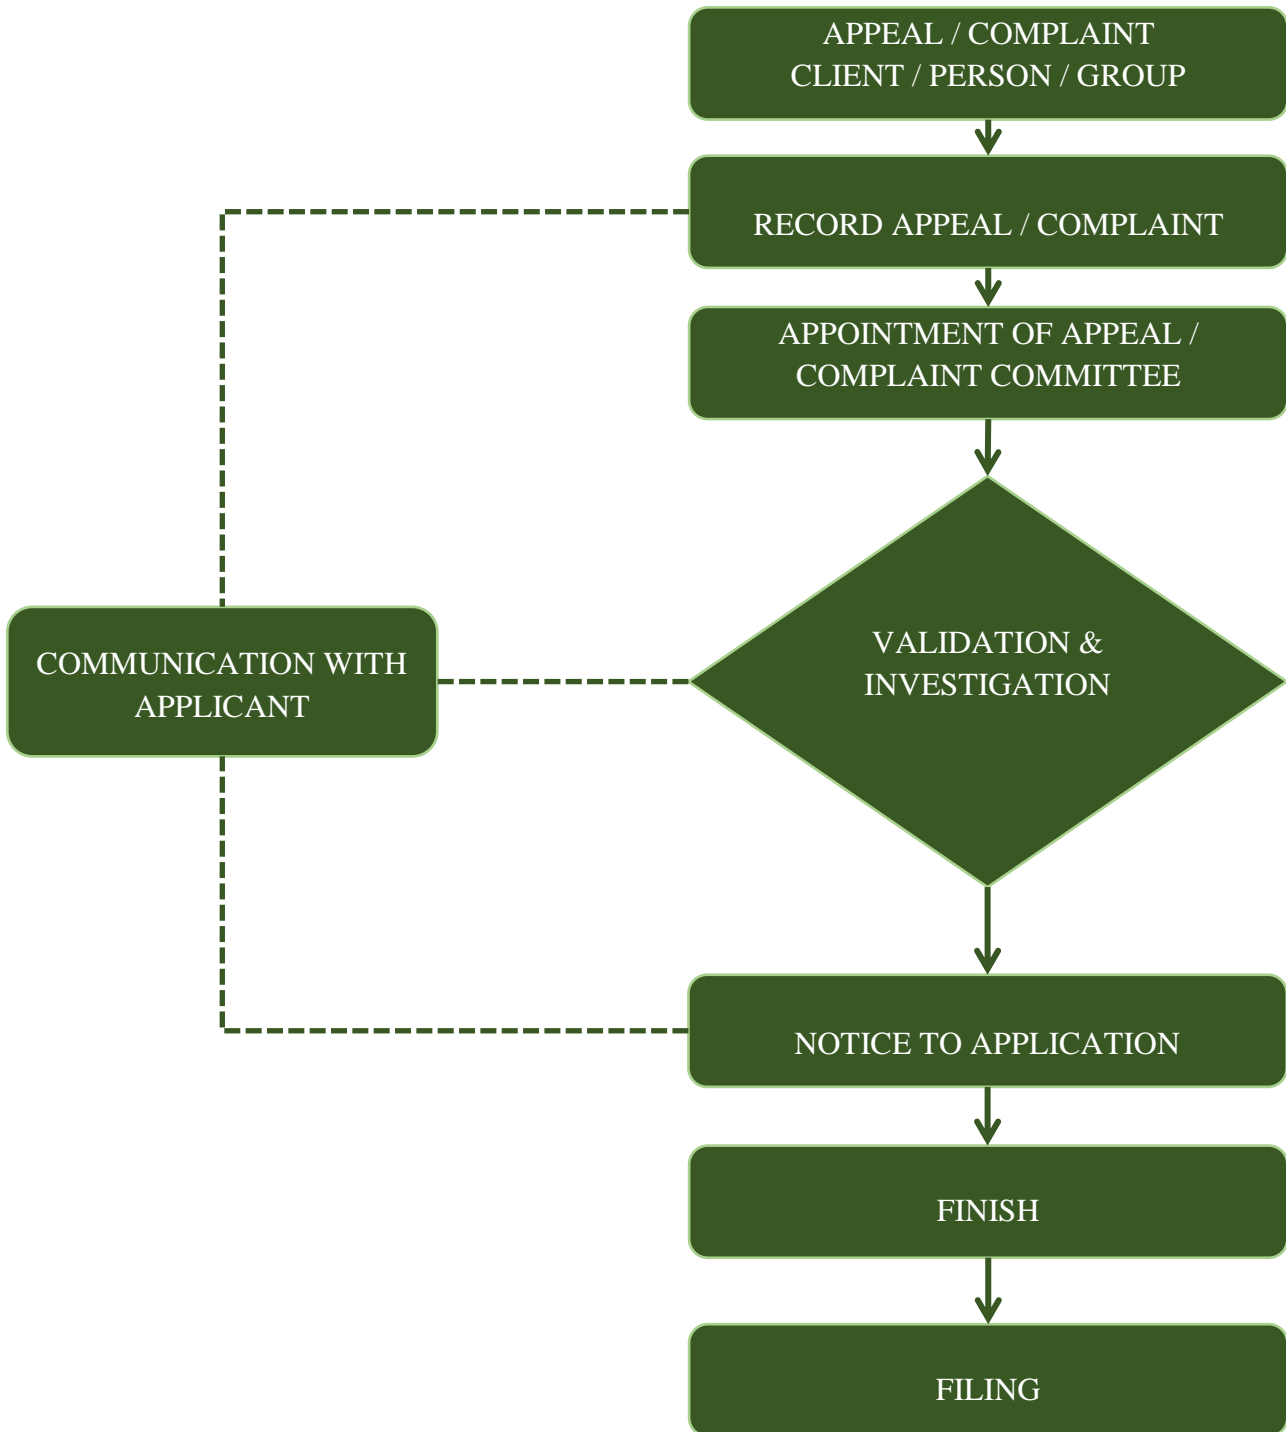 APPEAL / COMPLAINT
CLIENT / PERSON / GROUP
RECORD APPEAL / COMPLAINT
APPOINTMENT OF APPEAL /
COMPLAINT COMMITTEE
VALIDATION &
INVESTIGATION
COMMUNICATION WITH
APPLICANT
NOTICE TO APPLICATION
FINISH
FILING